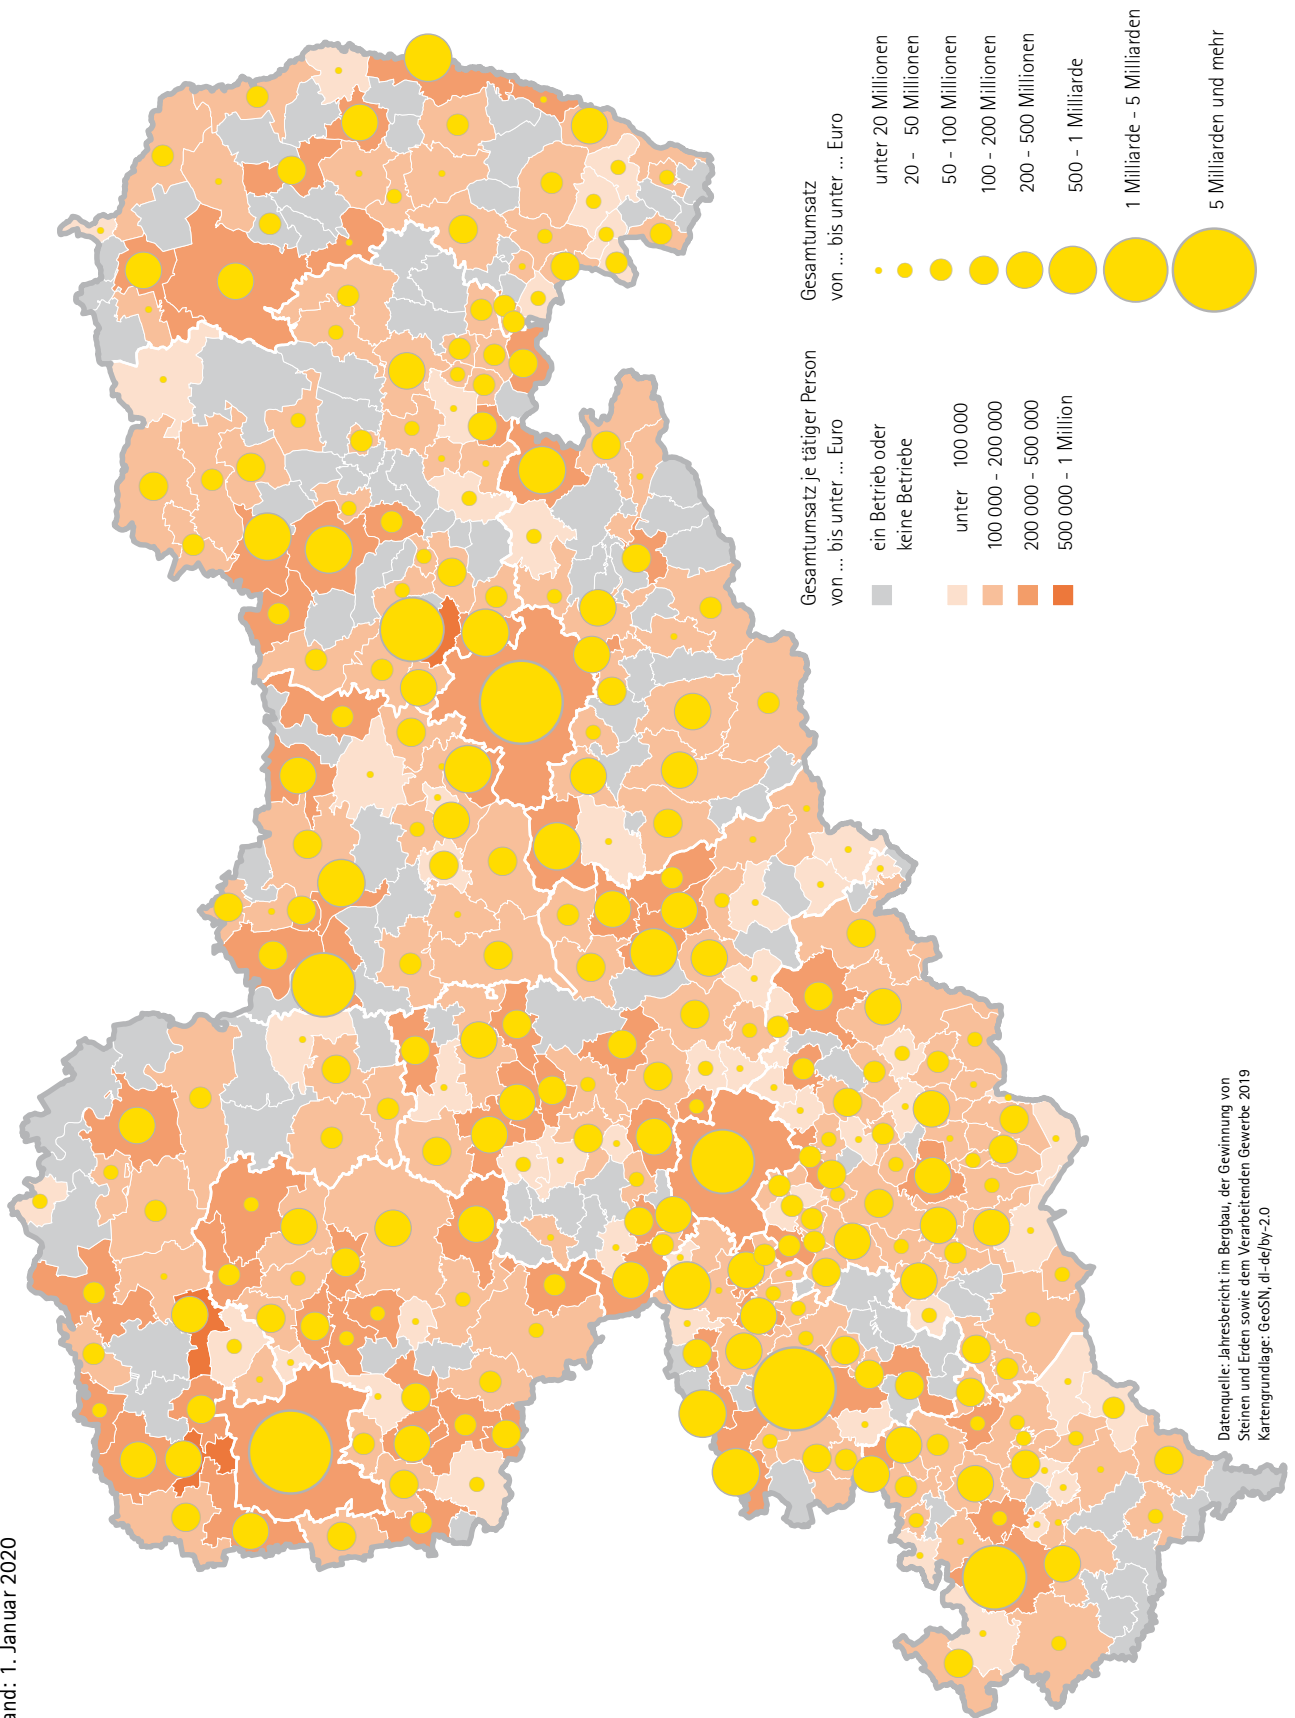 and: 1. Januar 2020
Gesamtumsatz je tätiger Person
von ... bis unter ... Euro
ein Betrieb oder
keine Betriebe
unter 100 000
100 000 - 200 000
200 000 - 500 000
500 000 - 1 Million
Gesamtumsatz
von ... bis unter ... Euro
unter 20 Millionen
20 - 50 Millionen
50 - 100 Millionen
100 - 200 Millionen
200 - 500 Millionen
500 - 1 Milliarde
1 Milliarde - 5 Milliarden
5 Milliarden und mehr
Datenquelle: Jahresbericht im Bergbau, der Gewinnung von
Steinen und Erden sowie dem Verarbeitenden Gewerbe 2019
Kartengrundlage: GeoSN, dl-de/by-2.0